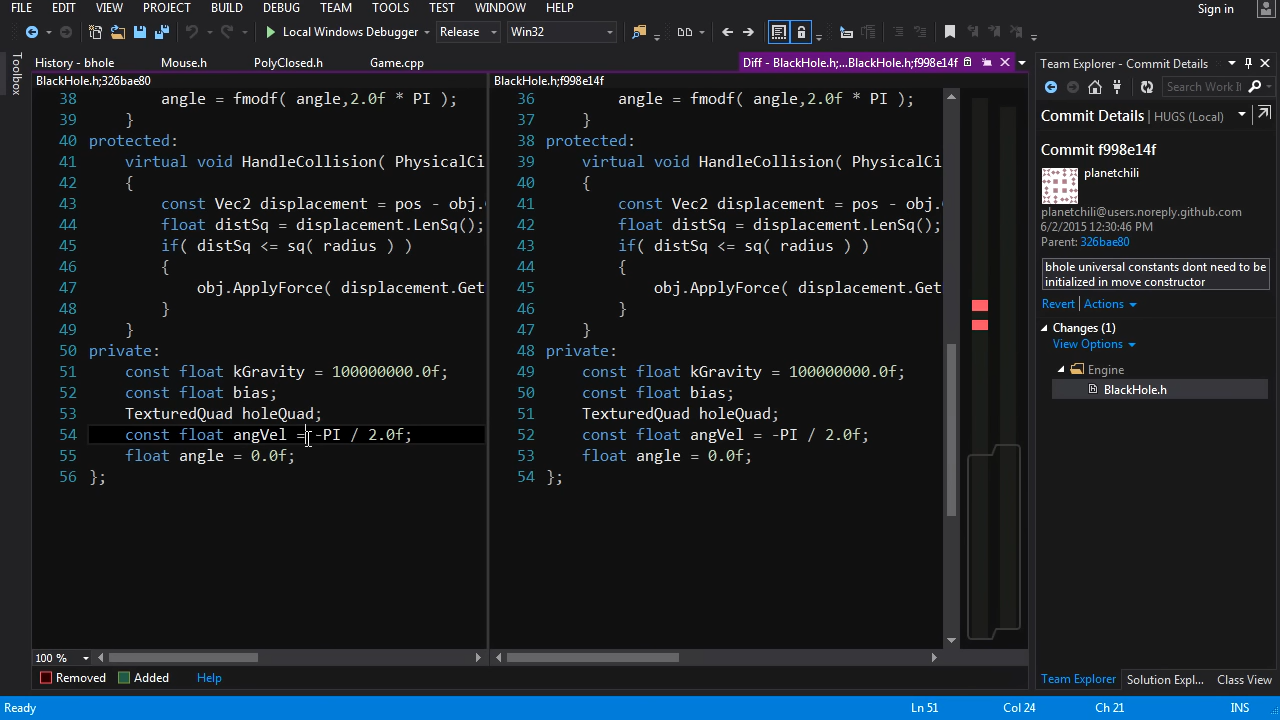 FILE EDIT VIEW PROJECT BUILD DEBUG TEAM TOOLS TEST WINDOW HELP
Sign in
Local Windows Debugger Release Win32
Toolbox
History - bhole Mouse.h PolyClosed.h Game.cpp Diff - BlackHole.h;...BlackHole.h;f998e14f
BlackHole.h;326bae80
38 angle = fmodf( angle,2.0f * PI );
39 }
40 protected:
41 virtual void HandleCollision( PhysicalCi
42 {
43 const Vec2 displacement = pos - obj.
44 float distSq = displacement.LenSq();
45 if( distSq <= sq( radius ) )
46 {
47 obj.ApplyForce( displacement.Get
48 }
49 }
50 private:
51 const float kGravity = 100000000.0f;
52 const float bias;
53 TexturedQuad holeQuad;
54 const float angVel = -PI / 2.0f;
55 float angle = 0.0f;
56 };
100 %
BlackHole.h;f998e14f
36 angle = fmodf( angle,2.0f * PI );
37 }
38 protected:
39 virtual void HandleCollision( PhysicalCi
40 {
41 const Vec2 displacement = pos - obj.
42 float distSq = displacement.LenSq();
43 if( distSq <= sq( radius ) )
44 {
45 obj.ApplyForce( displacement.Get
46 }
47 }
48 private:
49 const float kGravity = 100000000.0f;
50 const float bias;
51 TexturedQuad holeQuad;
52 const float angVel = -PI / 2.0f;
53 float angle = 0.0f;
54 };
Removed Added Help
Team Explorer - Commit Details
Search Work It
Commit Details | HUGS (Local)
Commit f998e14f
planetchili
planetchili@users.noreply.github.com
6/2/2015 12:30:46 PM
Parent: 326bae80
bhole universal constants dont need to be
initialized in move constructor
Revert | Actions
Changes (1)
View Options
Engine
BlackHole.h
Team Explorer Solution Expl... Class View
Ready Ln 51 Col 24 Ch 21 INS